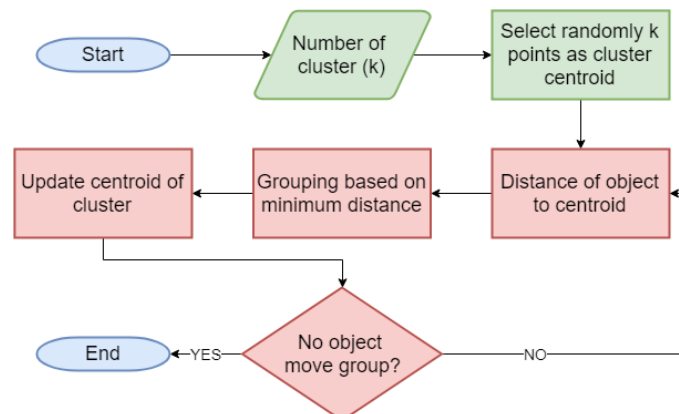 Start
Number of
cluster (k)
Select randomly k
points as cluster
centroid
Update centroid of
cluster
Grouping based on
minimum distance
Distance of object
to centroid
End
YES
No object
move group?
NO